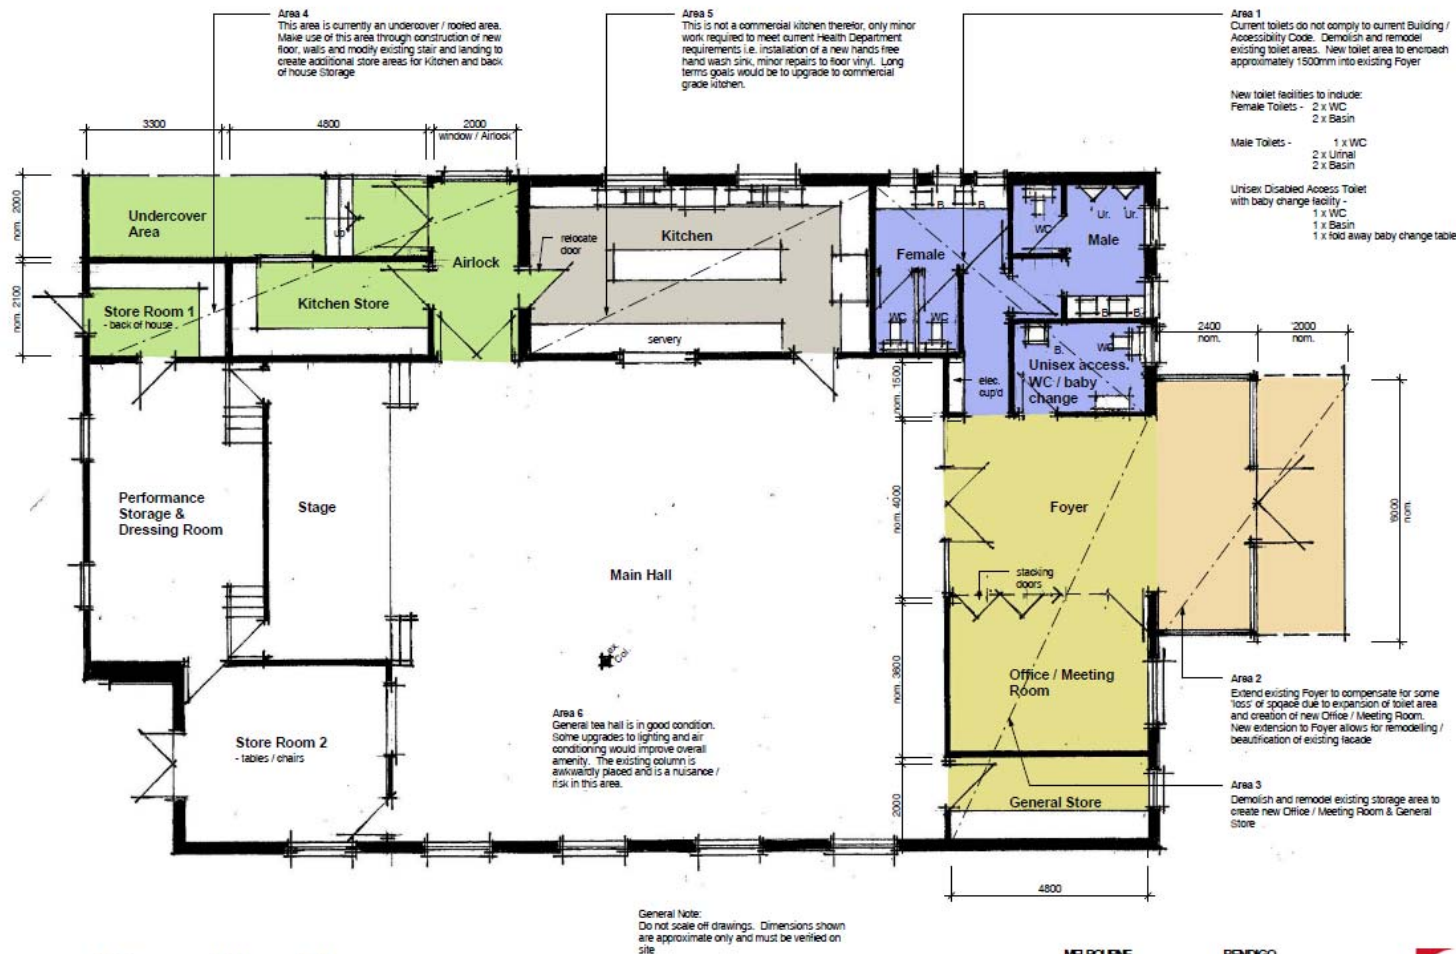 Area 4
This area is currently an undercover / roofed area.
Make use of this area through construction of new
floor, walls and modify existing stair and landing to
create additional store areas for Kitchen and back
of house Storage
Area 5
This is not a commercial kitchen therefor, only minor
work required to meet current Health Department
requirements i.e. installation of a new hands free
hand wash sink, minor repairs to floor vinyl. Long
terms goals would be to upgrade to commercial
grade kitchen.
Area 1
Current toilets do not comply to current Building /
Accessibility Code. Demolish and remodel
existing toilet areas. New toilet area to encroach
approximately 1500mm into existing Foyer
New toilet facilities to include:
Female Toilets - 2 x WC
2 x Basin
Male Toilets - 1 x WC
2 x Urinal
2 x Basin
Unisex Disabled Access Toilet
with baby change facility -
1 x WC
1 x Basin
1 x fold away baby change table
3300
4800
2000
window / Airlock
2000
nom.
nom. 2100
Undercover
Area
up
Airlock
Store Room 1
- back of house
Kitchen Store
relocate
door
Kitchen
servery
Female
B.
B.
WC
WC
WC
Ur.
Ur.
Male
B.
B.
B.
WC
Unisex access.
WC / baby
change
elec.
cup'd
nom. 1500
2400
nom.
2000
nom.
6000
nom.
Performance
Storage &
Dressing Room
Stage
Main Hall
ex
Col.
nom. 4000
Foyer
stacking
doors
nom. 3600
Office / Meeting
Room
2000
General Store
4800
Store Room 2
- tables / chairs
Area 6
General tea hall is in good condition.
Some upgrades to lighting and air
conditioning would improve overall
amenity. The existing column is
awkwardly placed and is a nuisance /
risk in this area.
Area 2
Extend existing Foyer to compensate for some
'loss' of spqace due to expansion of toilet area
and creation of new Office / Meeting Room.
New extension to Foyer allows for remodelling /
beautification of existing facade
Area 3
Demolish and remodel existing storage area to
create new Office / Meeting Room & General
Store
General Note:
Do not scale off drawings. Dimensions shown
are approximate only and must be verified on
site
MELBOURNE
BENDIGO